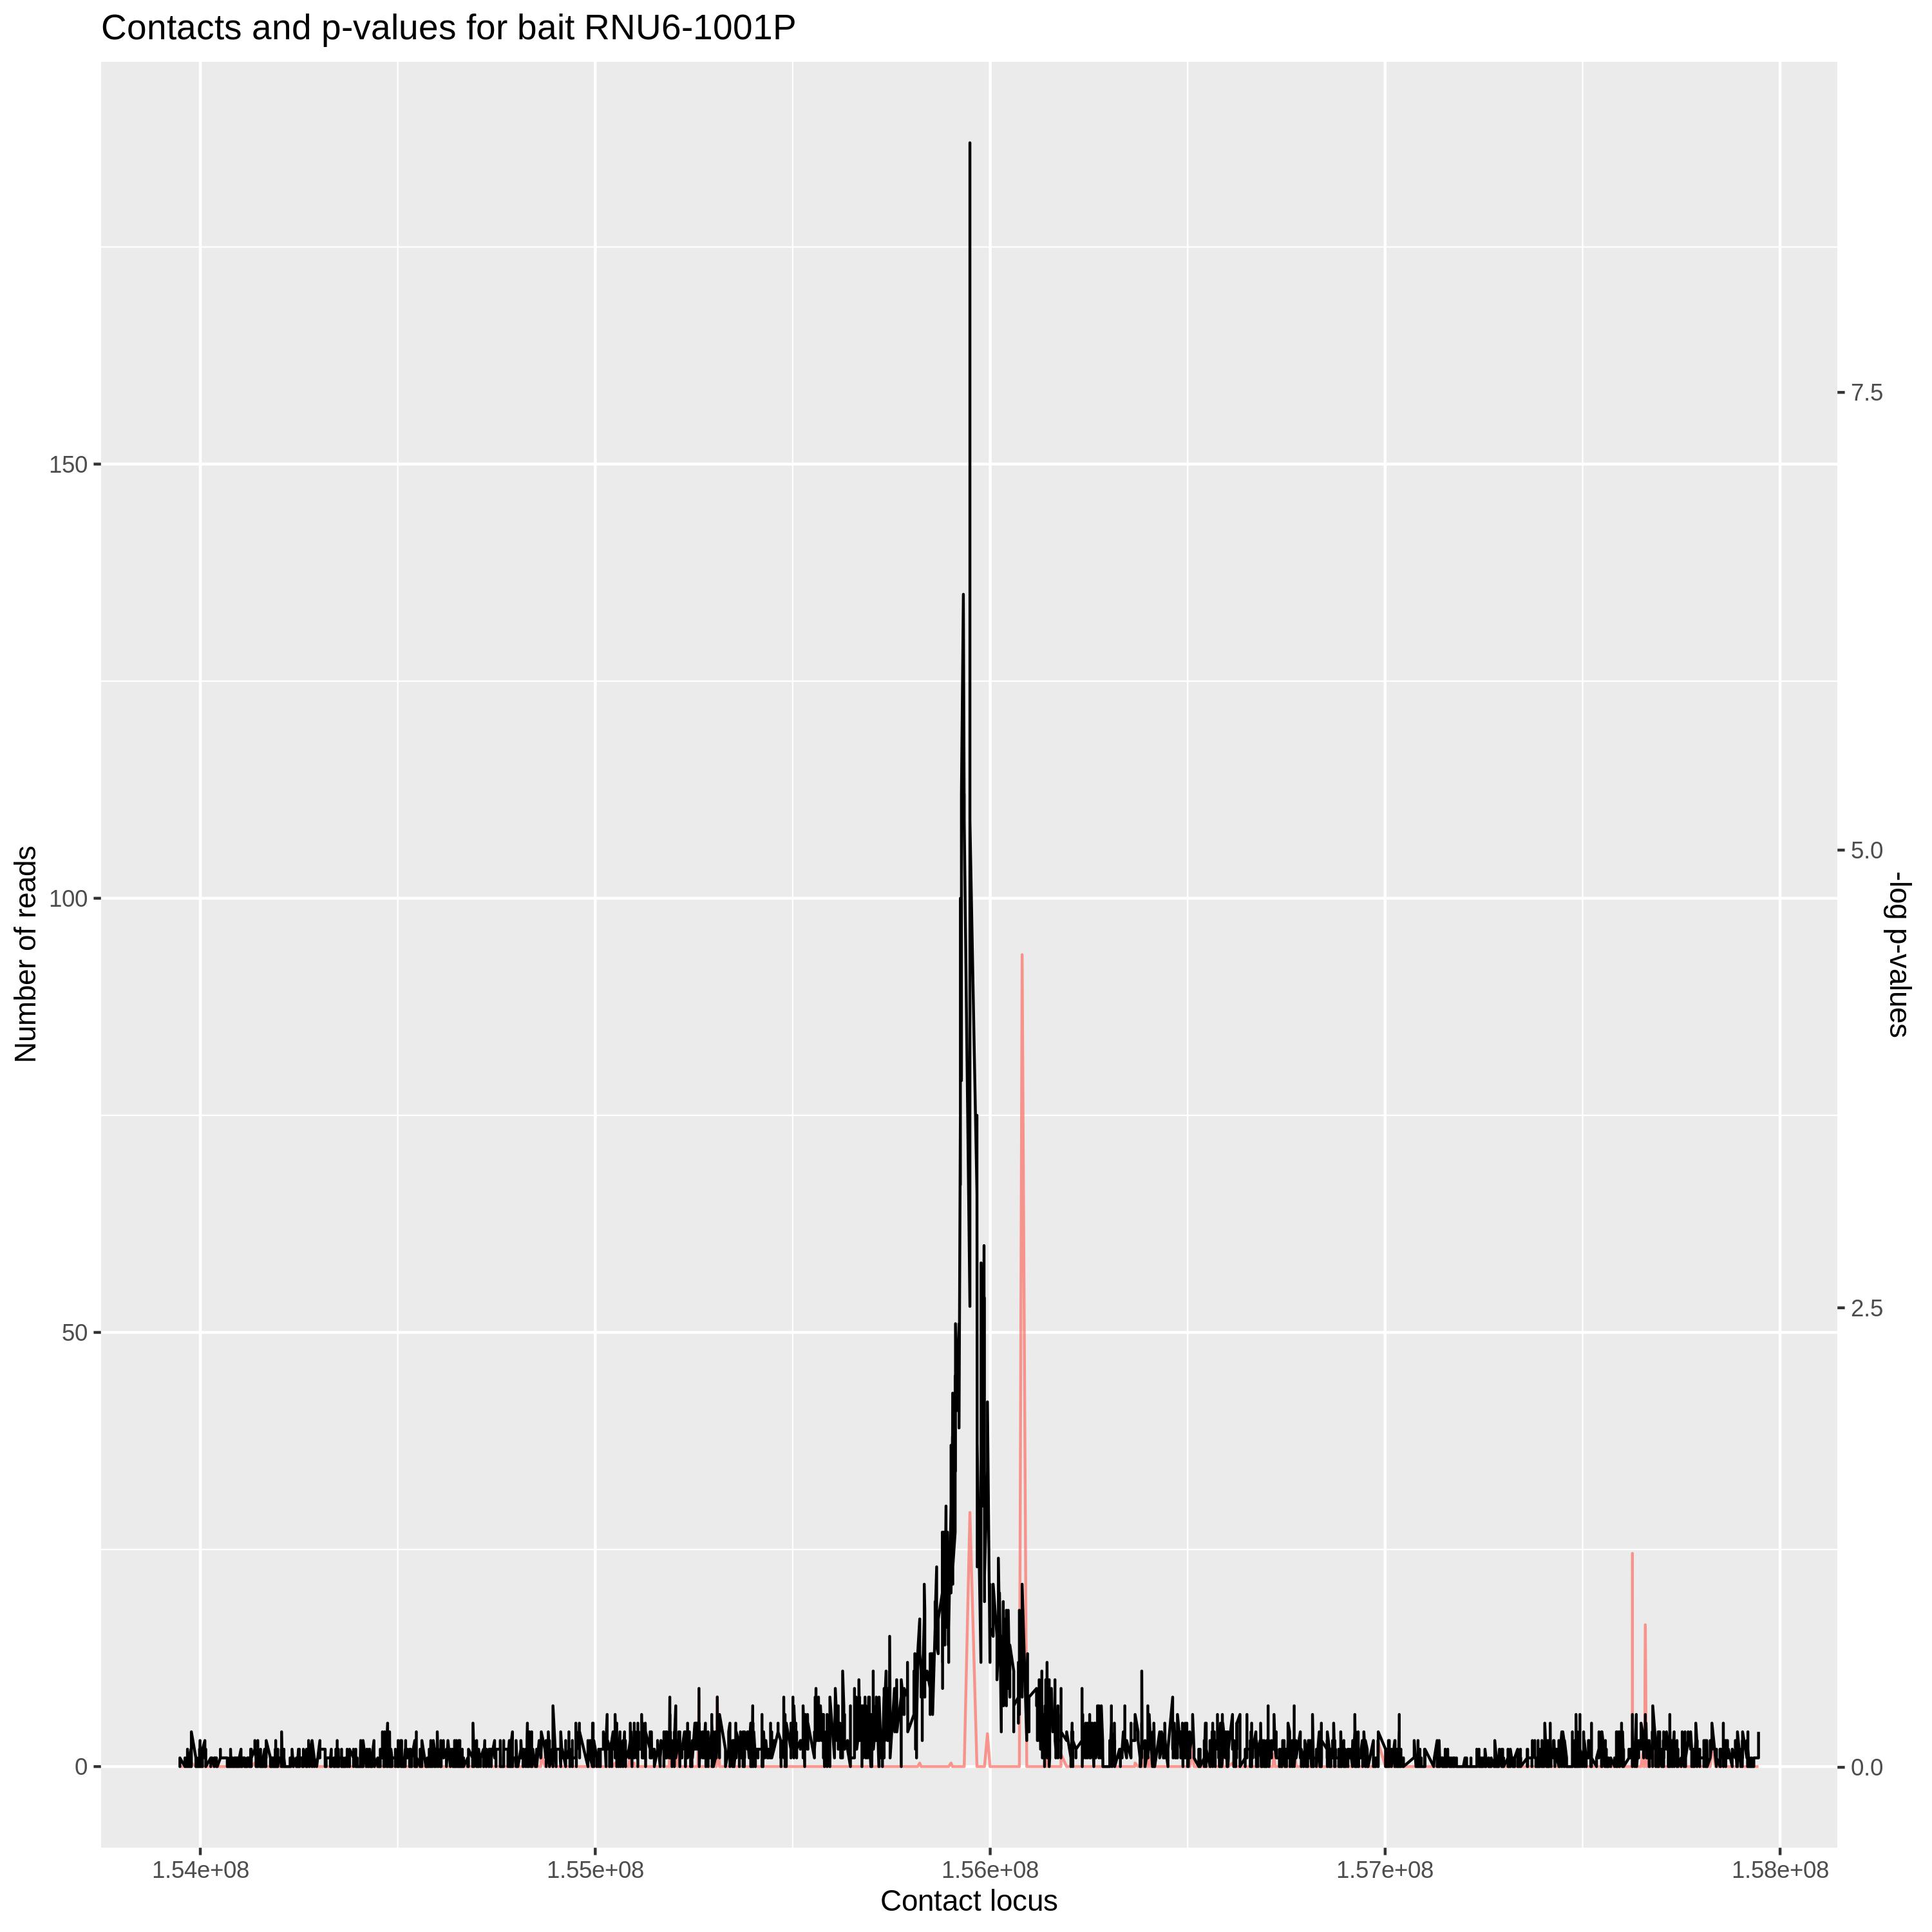 Contacts and p-values for bait RNU6-1001P
Number of reads
150
100
50
0
7.5
5.0
2.5
0.0
-log p-values
1.54e+08
1.55e+08
1.56e+08
1.57e+08
1.58e+08
Contact locus